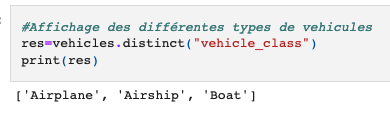 #Affichage des différentes types de vehicules
res=vehicles.distinct("vehicle_class")
print(res)
['Airplane', 'Airship', 'Boat']